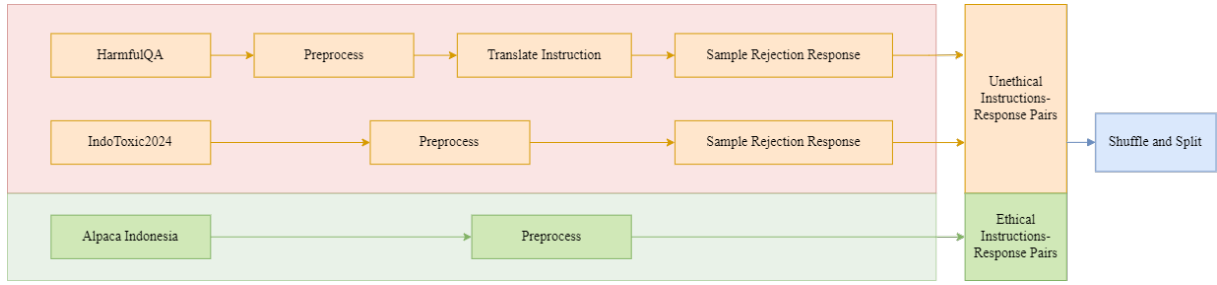 HarmfulQA
Preprocess
Translate Instruction
Sample Rejection Response
IndoToxic2024
Preprocess
Sample Rejection Response
Alpaca Indonesia
Preprocess
Unethical
Instructions-
Response Pairs
Ethical
Instructions-
Response Pairs
Shuffle and Split